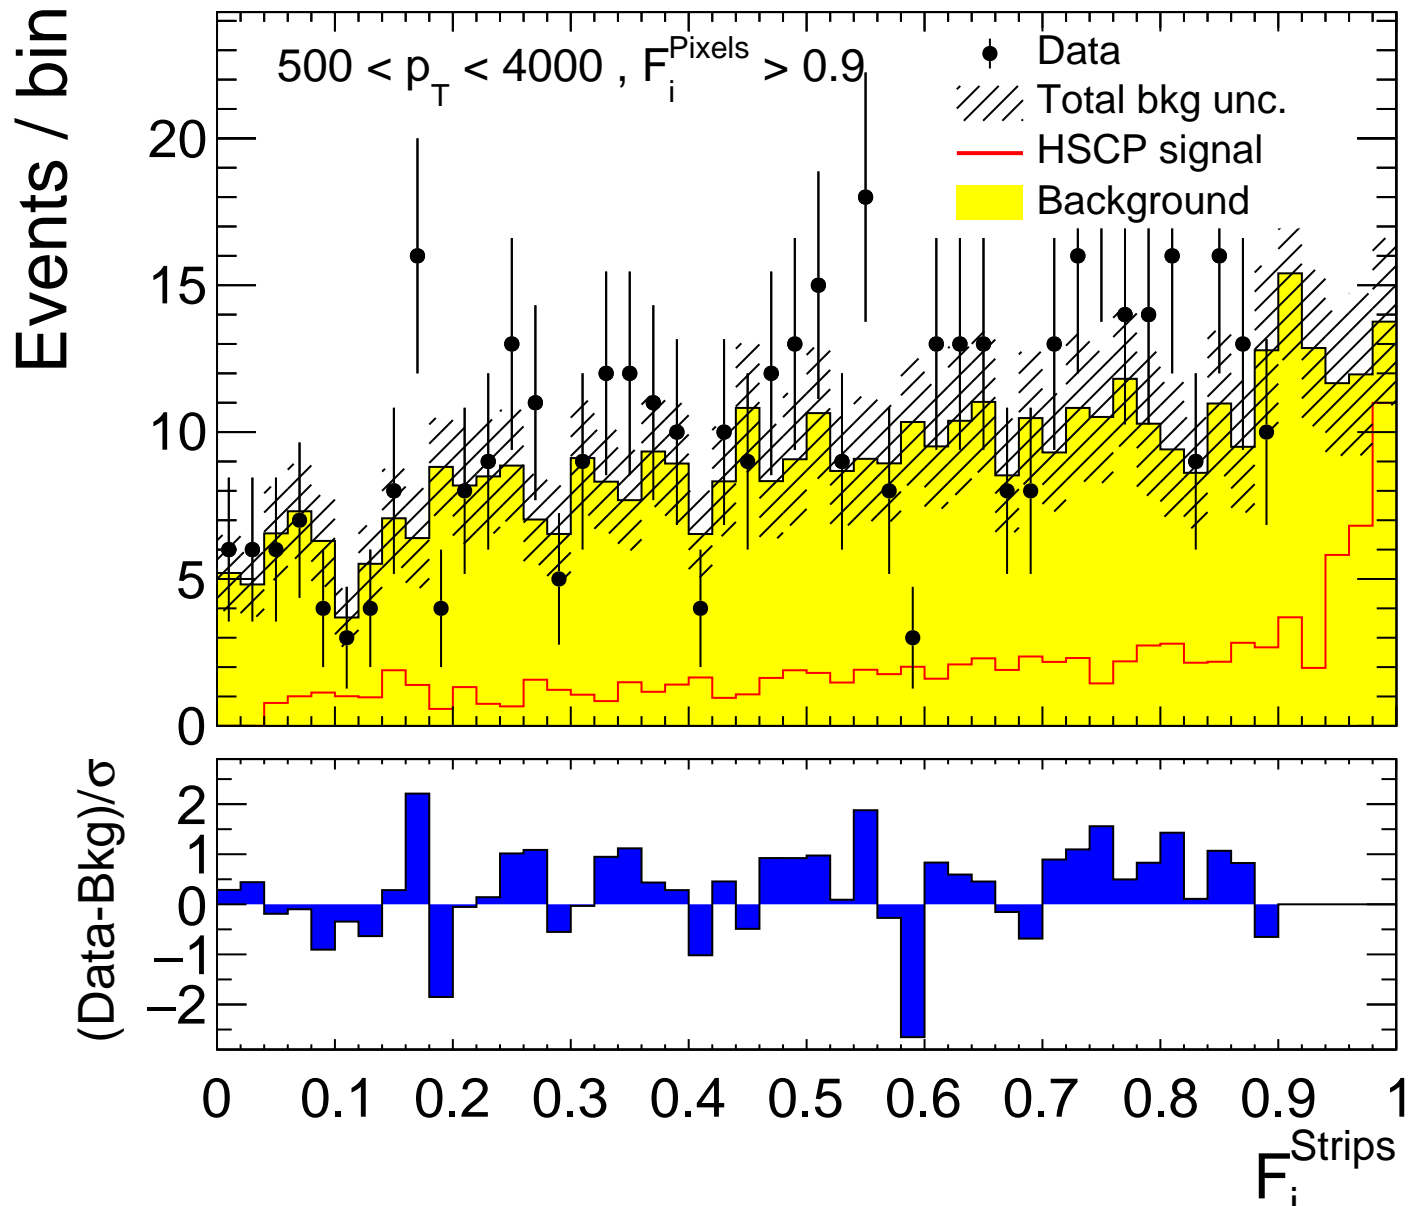 Events / bin
500 < p_T < 4000 , F_i^Pixels > 0.9
Data
Total bkg unc.
HSCP signal
Background
20
15
10
5
0
(Data-Bkg)/σ
2
1
0
−1
−2
0 0.1 0.2 0.3 0.4 0.5 0.6 0.7 0.8 0.9 1
F_i^Strips